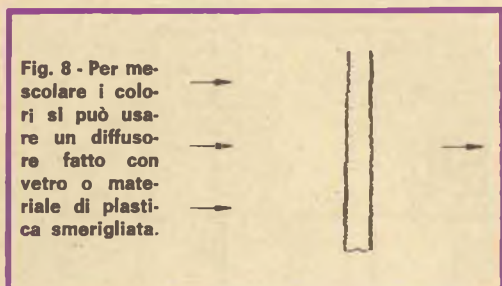 Fig. 8 - Per me-
scolare i colo-
ri si può usa-
re un diffuso-
re fatto con
vetro o mate-
riale di plasti-
ca smerigliata.